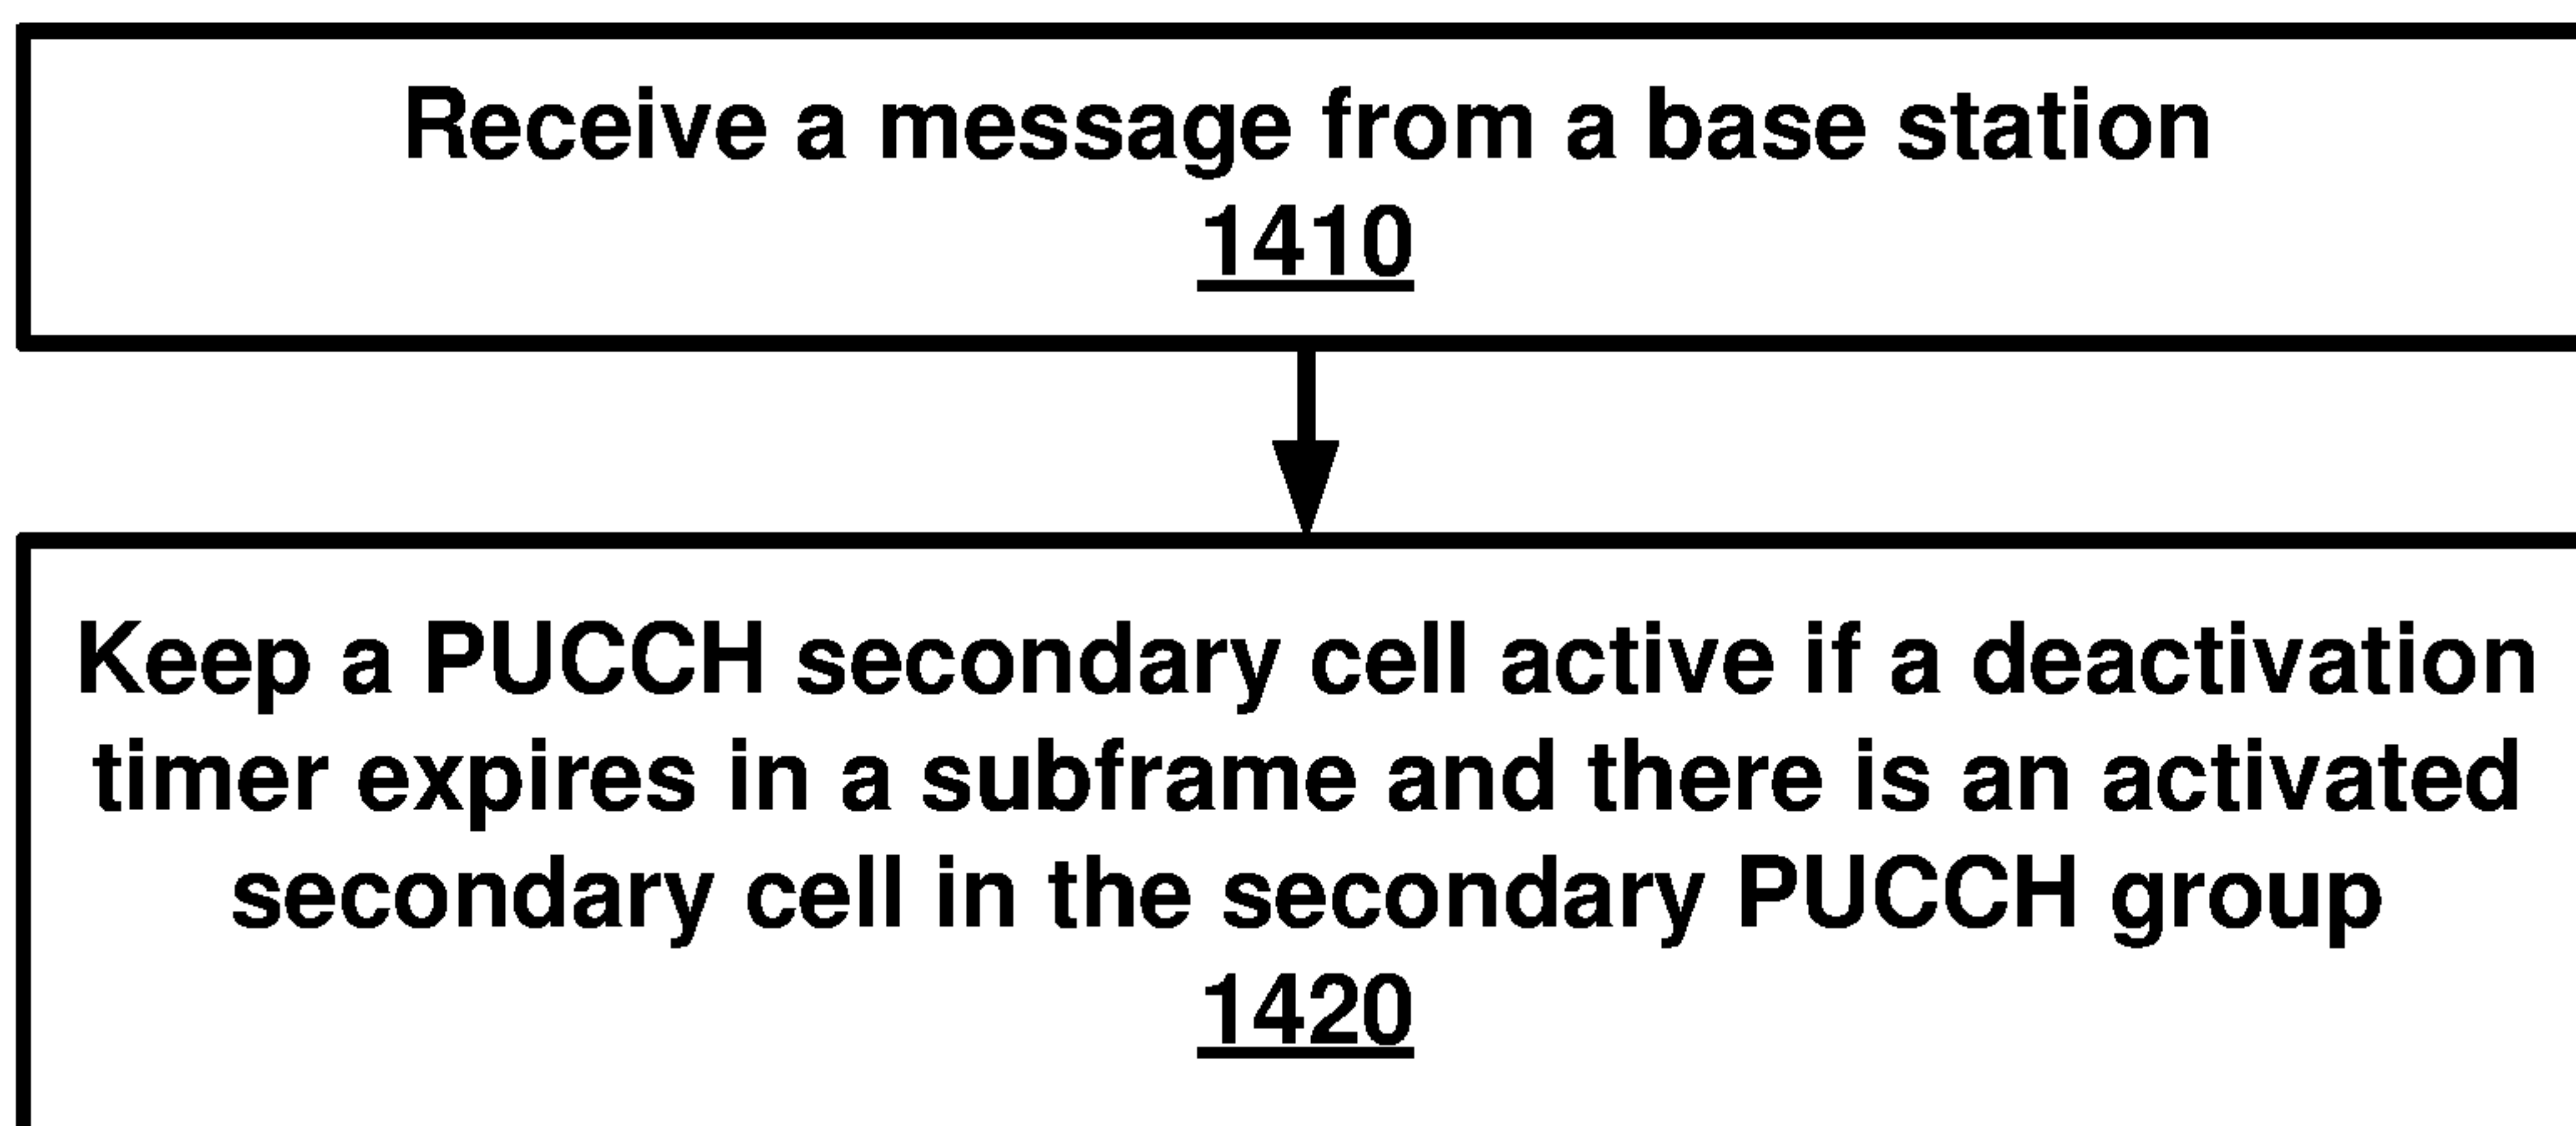 Receive a message from a base station
1410
Keep a PUCCH secondary cell active if a deactivation
timer expires in a subframe and there is an activated
secondary cell in the secondary PUCCH group
1420